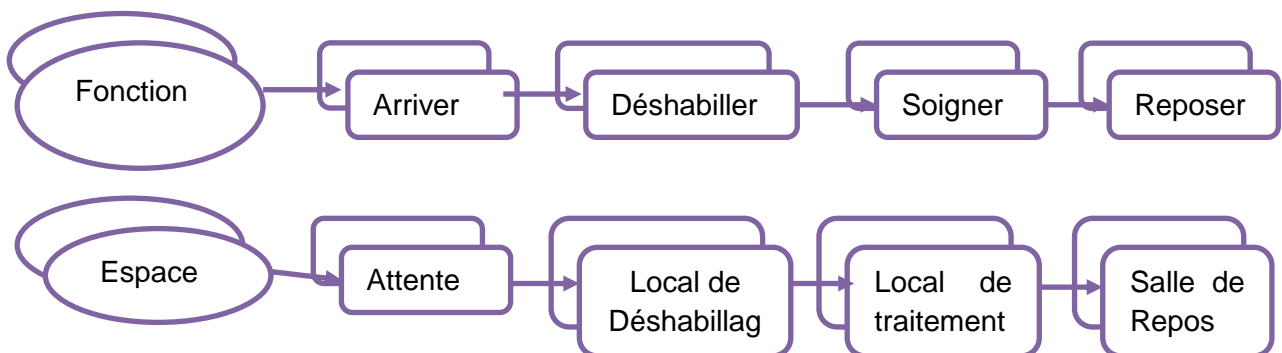 Fonction
Arriver
Déshabiller
Soigner
Reposer
Espace
Attente
Local de
Déshabillag
Local de
traitement
Salle de
Repos